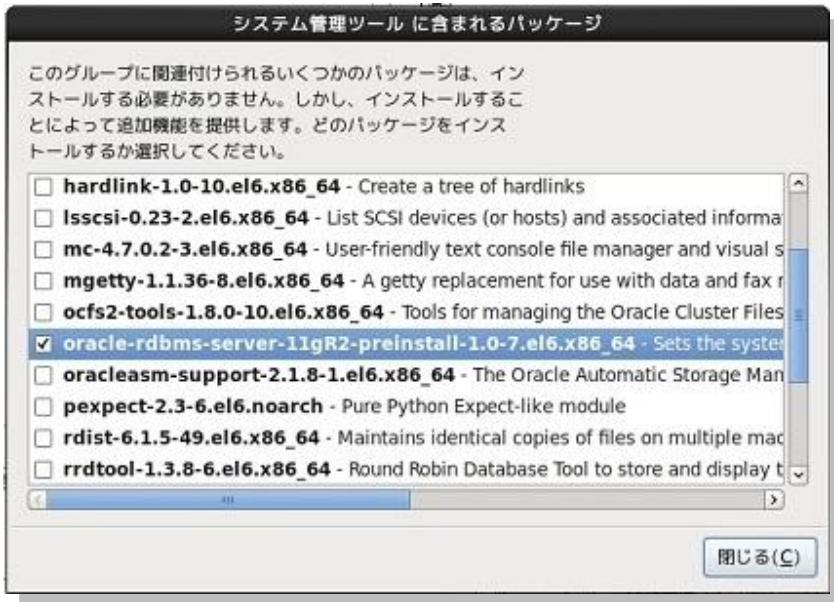 システム管理ツール に含まれるパッケージ
このグループに関連付けられるいくつかのパッケージは、イン
ストールする必要がありません。しかし、インストールするこ
とによって追加機能を提供します。どのパッケージをインス
トールするか選択してください。
hardlink-1.0-10.el6.x86_64 - Create a tree of hardlinks
lsscsi-0.23-2.el6.x86_64 - List SCSI devices (or hosts) and associated informa
mc-4.7.0.2-3.el6.x86_64 - User-friendly text console file manager and visual s
mgetty-1.1.36-8.el6.x86_64 - A getty replacement for use with data and fax
ocfs2-tools-1.8.0-10.el6.x86_64 - Tools for managing the Oracle Cluster Files
oracle-rdbms-server-11gR2-preinstall-1.0-7.el6.x86_64 - Sets the system
oracleasm-support-2.1.8-1.el6.x86_64 - The Oracle Automatic Storage Man
pexpect-2.3-6.el6.noarch - Pure Python Expect-like module
rdist-6.1.5-49.el6.x86_64 - Maintains identical copies of files on multiple mac
rrdtool-1.3.8-6.el6.x86_64 - Round Robin Database Tool to store and display t
閉じる(C)